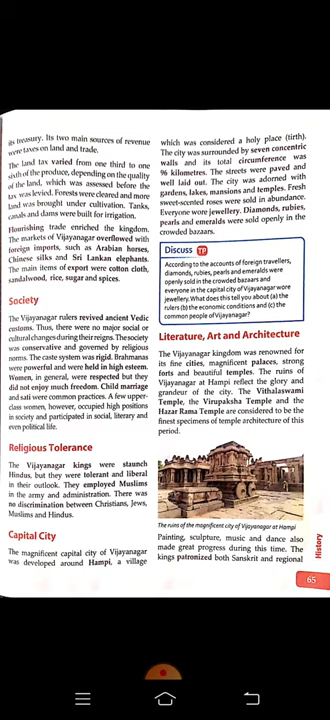 its treasury. Its two main sources of revenue
were taxes on land and trade.
The land tax varied from one third to one
sixth of the produce, depending on the quality
of the land, which was assessed before the
tax was levied. Forests were cleared and more
land was brought under cultivation. Tanks,
canals and dams were built for irrigation.
Flourishing trade enriched the kingdom.
The markets of Vijayanagar overflowed with
foreign imports, such as Arabian horses,
Chinese silks and Sri Lankan elephants.
The main items of export were cotton cloth,
sandalwood, rice, sugar and spices.
Society
The Vijayanagar rulers revived ancient Vedic
customs. Thus, there were no major social or
cultural changes during their reigns. The society
was conservative and governed by religious
norms. The caste system was rigid. Brahmanas
were powerful and were held in high esteem.
Women, in general, were respected but they
did not enjoy much freedom. Child marriage
and sati were common practices. A few upper-
class women, however, occupied high positions
in society and participated in social, literary and
even political life.
Religious Tolerance
The Vijayanagar kings were staunch
Hindus, but they were tolerant and liberal
in their outlook. They employed Muslims
in the army and administration. There was
no discrimination between Christians, Jews,
Muslims and Hindus.
Capital City
The magnificent capital city of Vijayanagar
was developed around Hampi, a village
which was considered a holy place (tirth).
The city was surrounded by seven concentric
walls and its total circumference was
96 kilometres. The streets were paved and
well laid out. The city was adorned with
gardens, lakes, mansions and temples. Fresh
sweet-scented roses were sold in abundance.
Everyone wore jewellery. Diamonds, rubies,
pearls and emeralds were sold openly in the
crowded bazaars.
Discuss TP
According to the accounts of foreign travellers,
diamonds, rubies, pearls and emeralds were
openly sold in the crowded bazaars and
everyone in the capital city of Vijayanagar wore
jewellery. What does this tell you about (a) the
rulers (b) the economic conditions and (c) the
common people of Vijayanagar?
Literature, Art and Architecture
The Vijayanagar kingdom was renowned for
its fine cities, magnificent palaces, strong
forts and beautiful temples. The ruins of
Vijayanagar at Hampi reflect the glory and
grandeur of the city. The Vithalaswami
Temple, the Virupaksha Temple and the
Hazar Rama Temple are considered to be the
finest specimens of temple architecture of this
period.
The ruins of the magnificent city of Vijayanagar at Hampi
Painting, sculpture, music and dance also
made great progress during this time. The
kings patronized both Sanskrit and regional
History
65